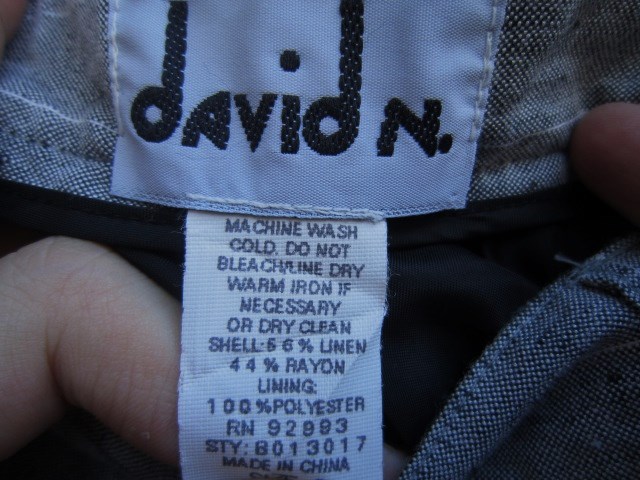 david N.
MACHINE WASH
COLD. DO NOT
BLEACH/LINE DRY
WARM IRON IF
NECESSARY
OR DRY CLEAN
SHELL:56% LINEN
44% RAYON
LINING:
100%POLYESTER
RN 92993
STY: B013017
MADE IN CHINA